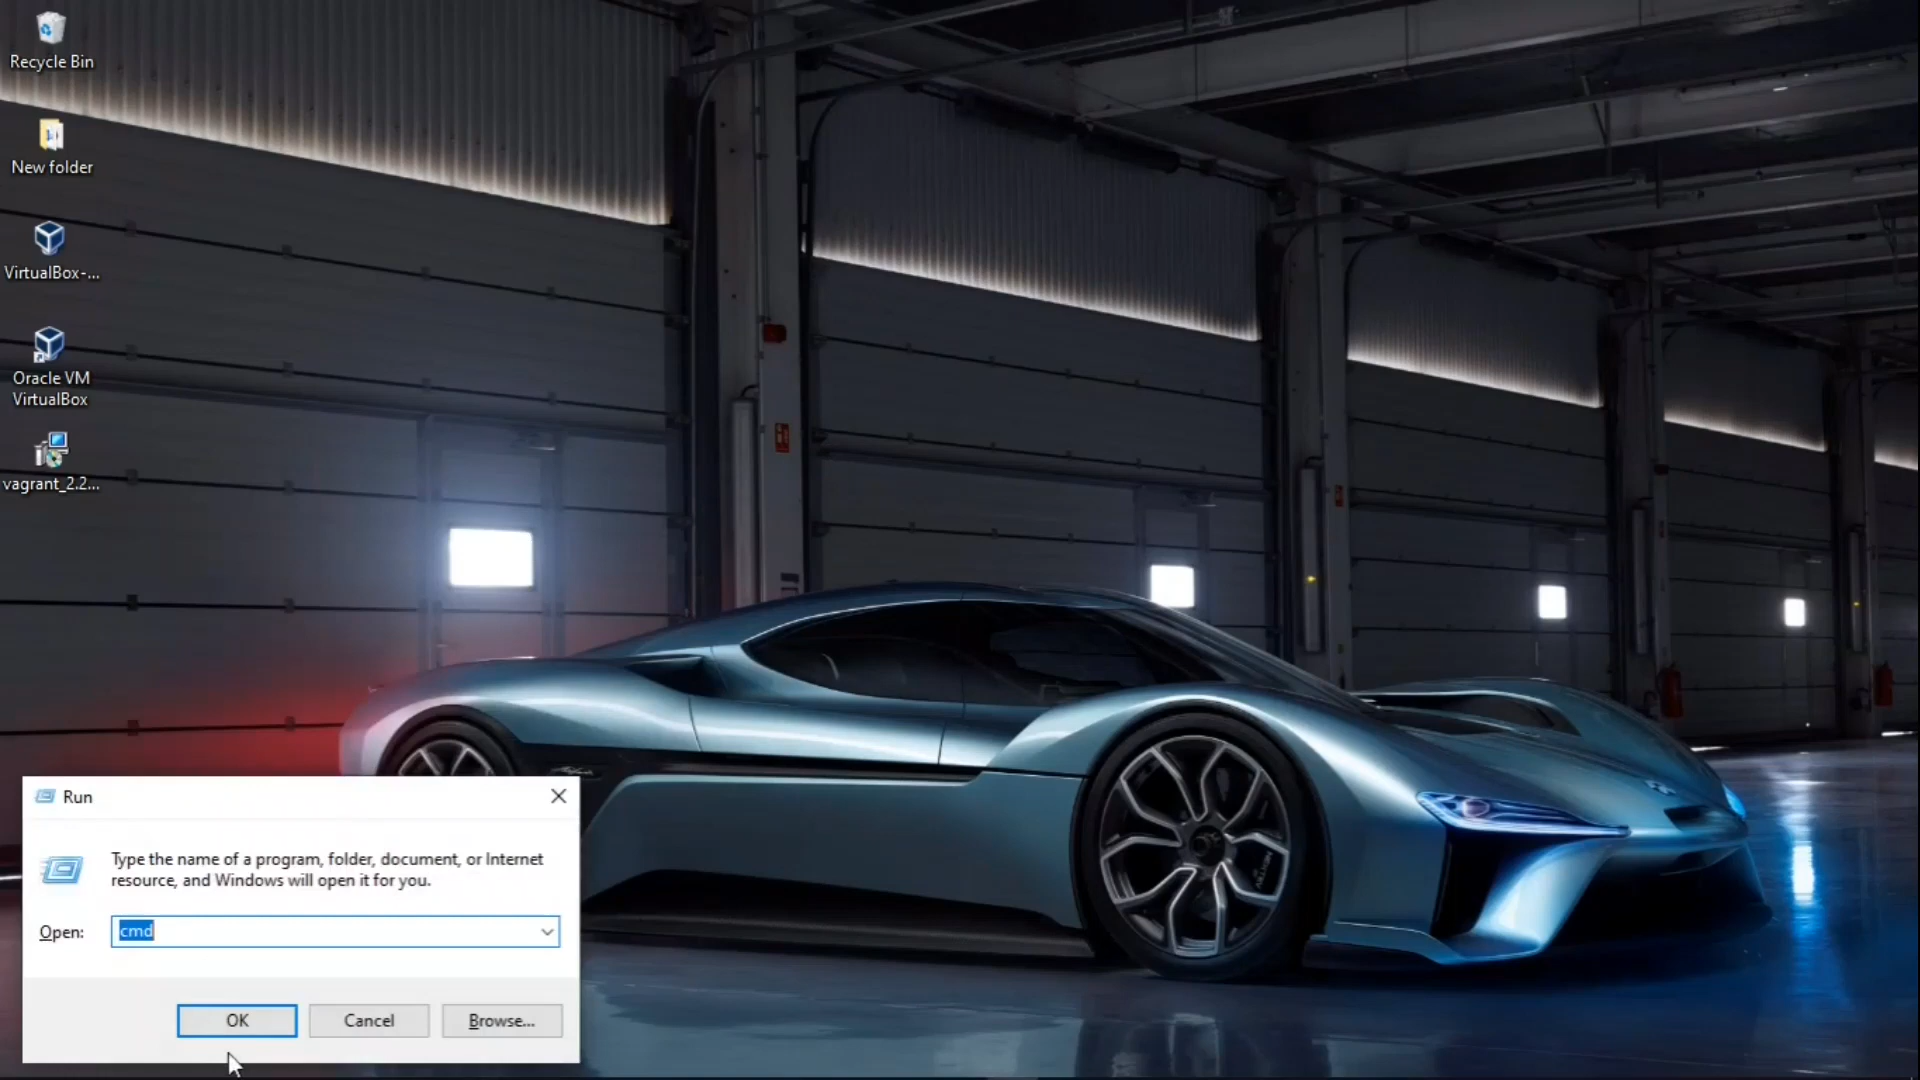 Recycle Bin
New folder
VirtualBox-...
Oracle VM
VirtualBox
vagrant_2.2...
Run
Type the name of a program, folder, document, or Internet
resource, and Windows will open it for you.
Open:
cmd
OK
Cancel
Browse...